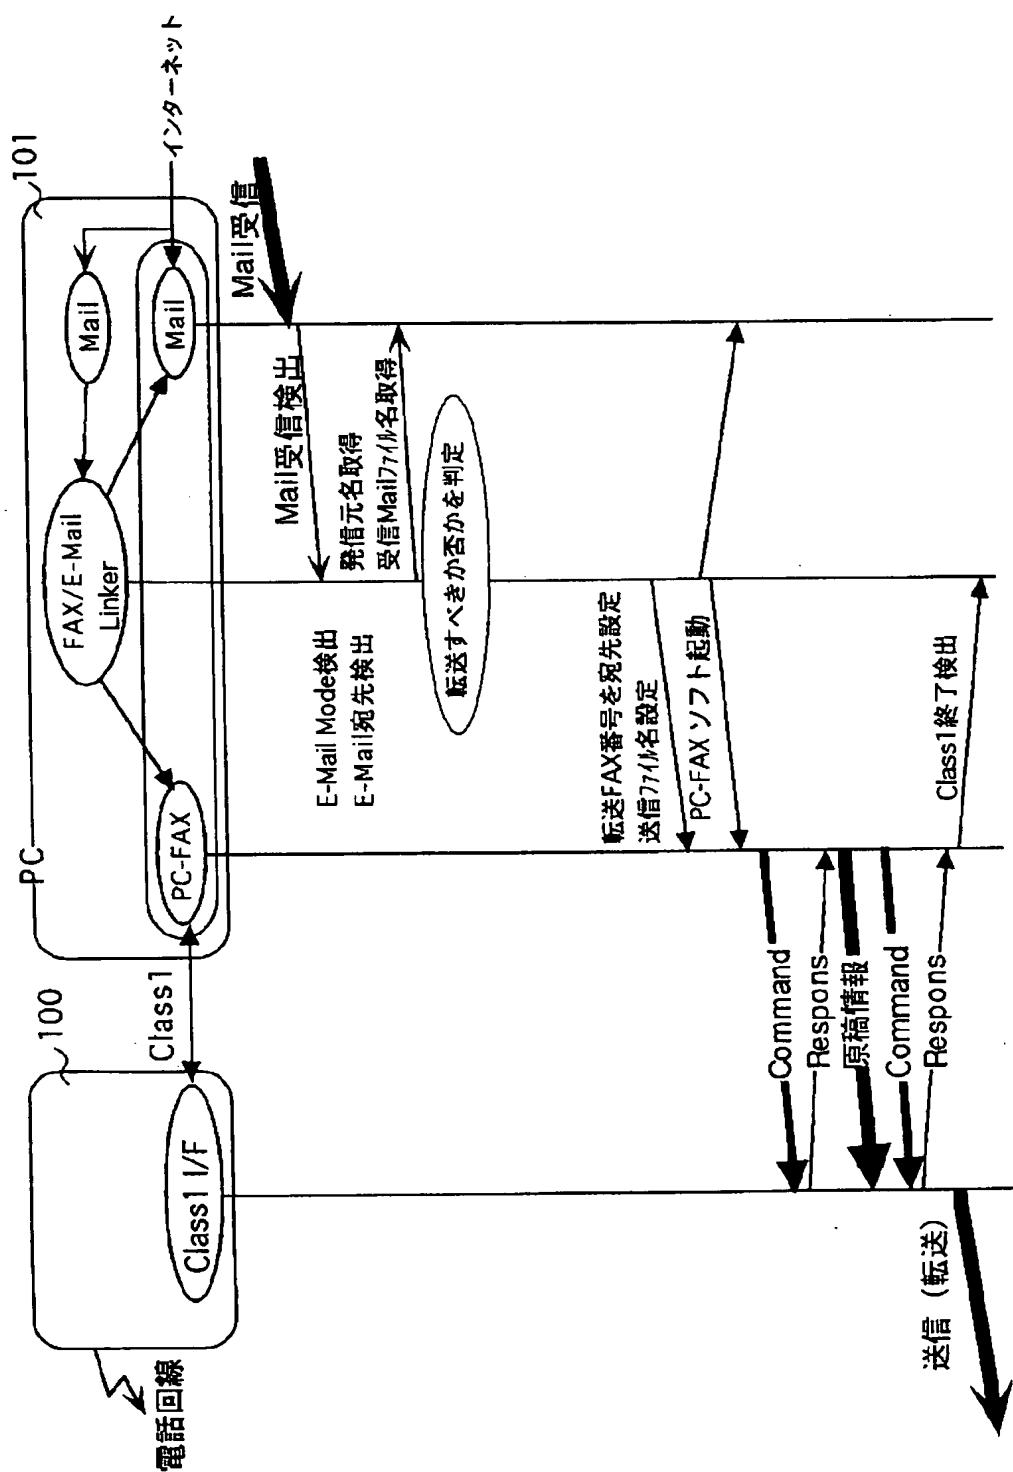 電話回線
100
Class1 I/F
Class1
PC
101
PC-FAX
FAX/E-Mail
Linker
Mail
Mail
インターネット
Mail受信
Mail受信検出
E-Mail Mode検出
E-Mail宛先検出
発信元名取得
受信Mailファイル名取得
転送すべきか否かを判定
転送FAX番号を宛先設定
送信ファイル名設定
PC-FAX ソフト起動
Command
Respons
原稿情報
Command
Respons
Class1終了検出
送信（転送）